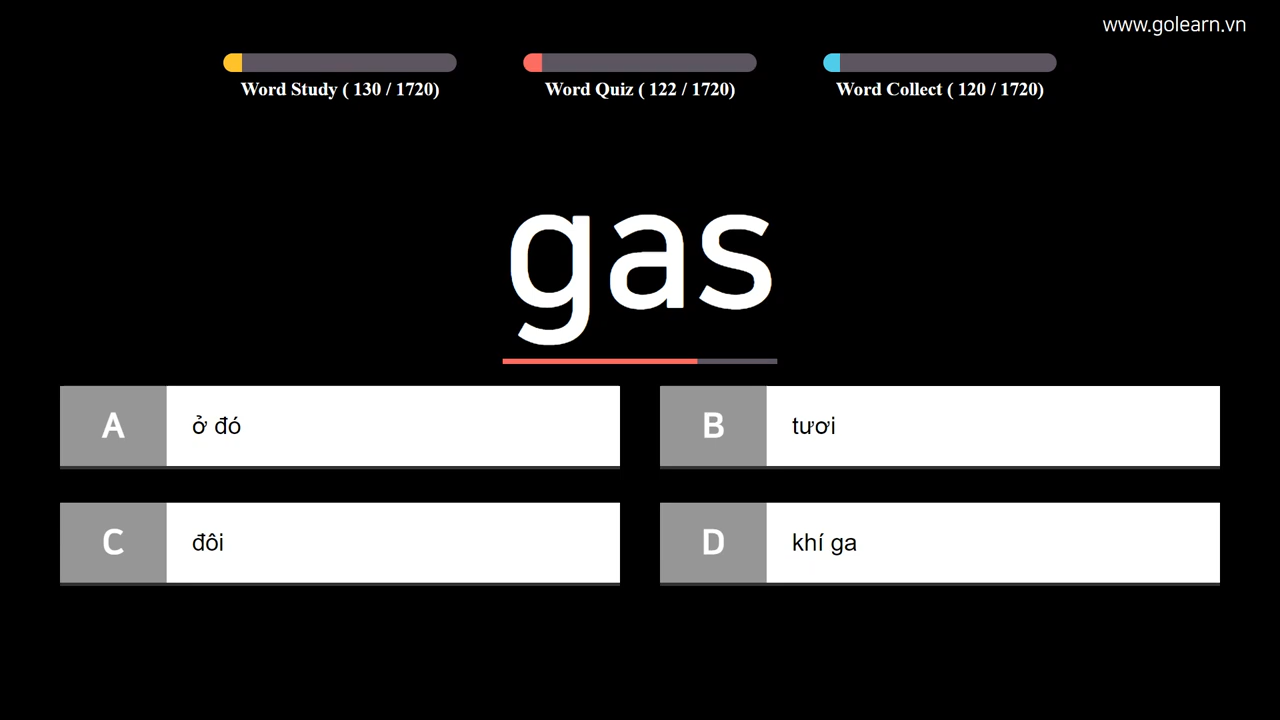 www.golearn.vn
Word Study ( 130 / 1720)
Word Quiz ( 122 / 1720)
Word Collect ( 120 / 1720)
gas
A ở đó
B tươi
C đôi
D khí ga